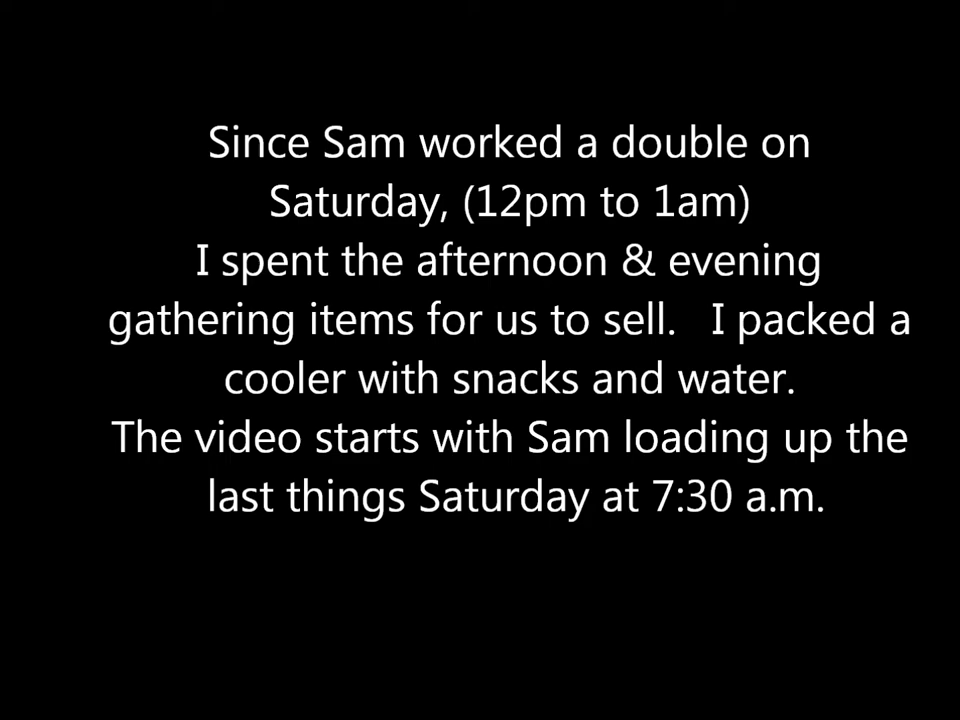 Since Sam worked a double on
Saturday, (12pm to 1am)
I spent the afternoon & evening
gathering items for us to sell.   I packed a
cooler with snacks and water.
The video starts with Sam loading up the
last things Saturday at 7:30 a.m.